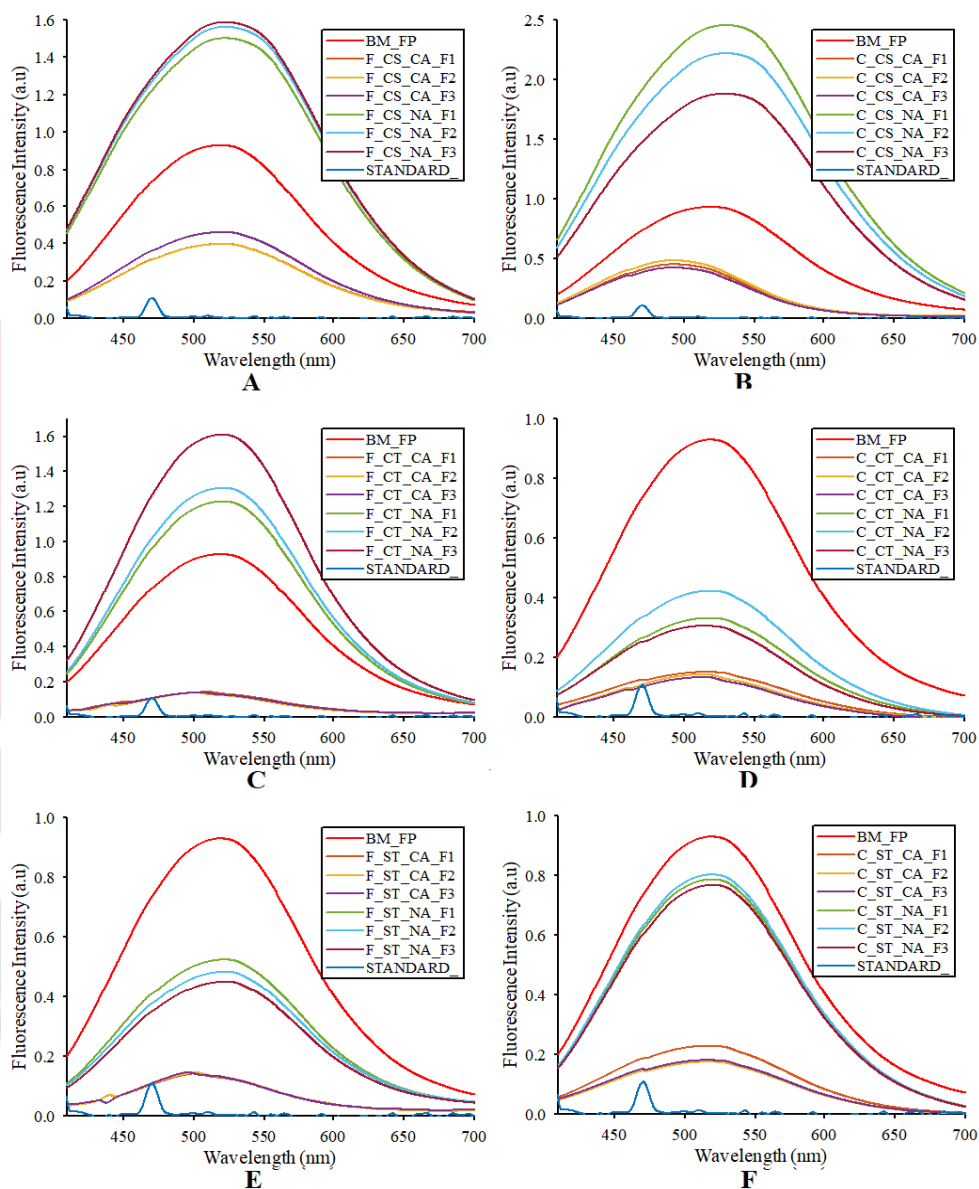 Fluorescence Intensity (a.u)
1.6
1.4
1.2
1.0
0.8
0.6
0.4
0.2
0.0
BM_FP
F_CS_CA_F1
F_CS_CA_F2
F_CS_CA_F3
F_CS_NA_F1
F_CS_NA_F2
F_CS_NA_F3
STANDARD_
450 500 550 600 650 700
Wavelength (nm)
A
Fluorescence Intensity (a.u)
2.5
2.0
1.5
1.0
0.5
0.0
BM_FP
C_CS_CA_F1
C_CS_CA_F2
C_CS_CA_F3
C_CS_NA_F1
C_CS_NA_F2
C_CS_NA_F3
STANDARD_
450 500 550 600 650 700
Wavelength (nm)
B
Fluorescence Intensity (a.u)
1.6
1.4
1.2
1.0
0.8
0.6
0.4
0.2
0.0
BM_FP
F_CT_CA_F1
F_CT_CA_F2
F_CT_CA_F3
F_CT_NA_F1
F_CT_NA_F2
F_CT_NA_F3
STANDARD_
450 500 550 600 650 700
Wavelength (nm)
C
Fluorescence Intensity (a.u)
1.0
0.8
0.6
0.4
0.2
0.0
BM_FP
C_CT_CA_F1
C_CT_CA_F2
C_CT_CA_F3
C_CT_NA_F1
C_CT_NA_F2
C_CT_NA_F3
STANDARD_
450 500 550 600 650 700
Wavelength (nm)
D
Fluorescence Intensity (a.u)
1.0
0.8
0.6
0.4
0.2
0.0
BM_FP
F_ST_CA_F1
F_ST_CA_F2
F_ST_CA_F3
F_ST_NA_F1
F_ST_NA_F2
F_ST_NA_F3
STANDARD_
450 500 550 600 650 700
Wavelength (nm)
E
Fluorescence Intensity (a.u)
1.0
0.8
0.6
0.4
0.2
0.0
BM_FP
C_ST_CA_F1
C_ST_CA_F2
C_ST_CA_F3
C_ST_NA_F1
C_ST_NA_F2
C_ST_NA_F3
STANDARD_
450 500 550 600 650 700
Wavelength (nm)
F